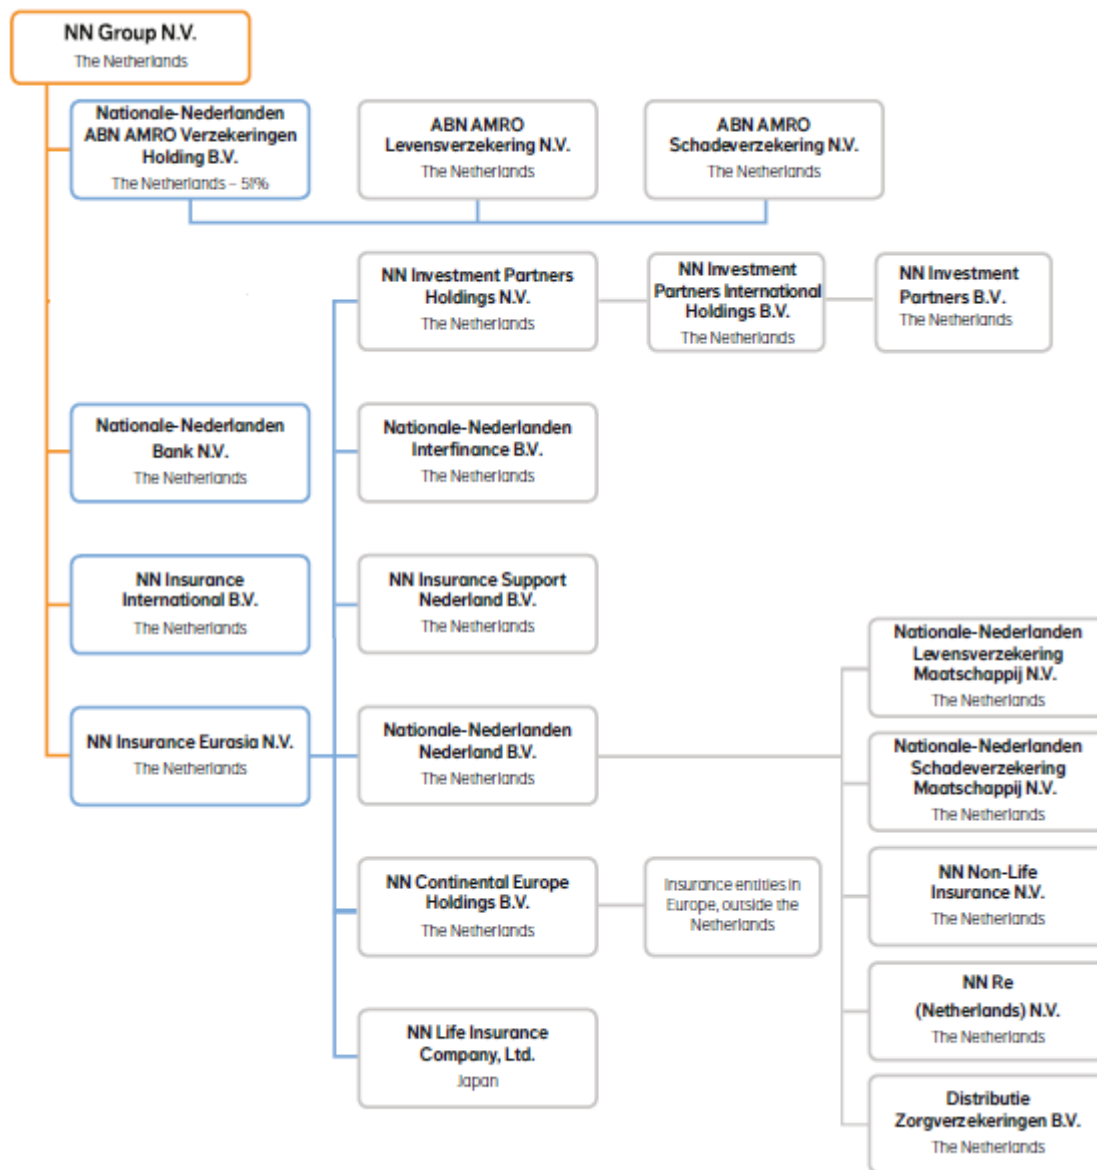 NN Group N.V.
The Netherlands
Nationale-Nederlanden
ABN AMRO Verzekeringen
Holding B.V.
The Netherlands – 51%
ABN AMRO
Levensverzekering N.V.
The Netherlands
ABN AMRO
Schadeverzekering N.V.
The Netherlands
NN Investment Partners
Holdings N.V.
The Netherlands
NN Investment
Partners International
Holdings B.V.
The Netherlands
NN Investment
Partners B.V.
The Netherlands
Nationale-Nederlanden
Bank N.V.
The Netherlands
Nationale-Nederlanden
Interfinance B.V.
The Netherlands
NN Insurance
International B.V.
The Netherlands
NN Insurance Support
Nederland B.V.
The Netherlands
NN Insurance Eurasia N.V.
The Netherlands
Nationale-Nederlanden
Nederland B.V.
The Netherlands
Nationale-Nederlanden
Levensverzekering
Maatschappij N.V.
The Netherlands
Nationale-Nederlanden
Schadeverzekering
Maatschappij N.V.
The Netherlands
NN Continental Europe
Holdings B.V.
The Netherlands
Insurance entities in
Europe, outside the
Netherlands
NN Non-Life
Insurance N.V.
The Netherlands
NN Re
(Netherlands) N.V.
The Netherlands
NN Life Insurance
Company, Ltd.
Japan
Distributie
Zorgverzekeringen B.V.
The Netherlands